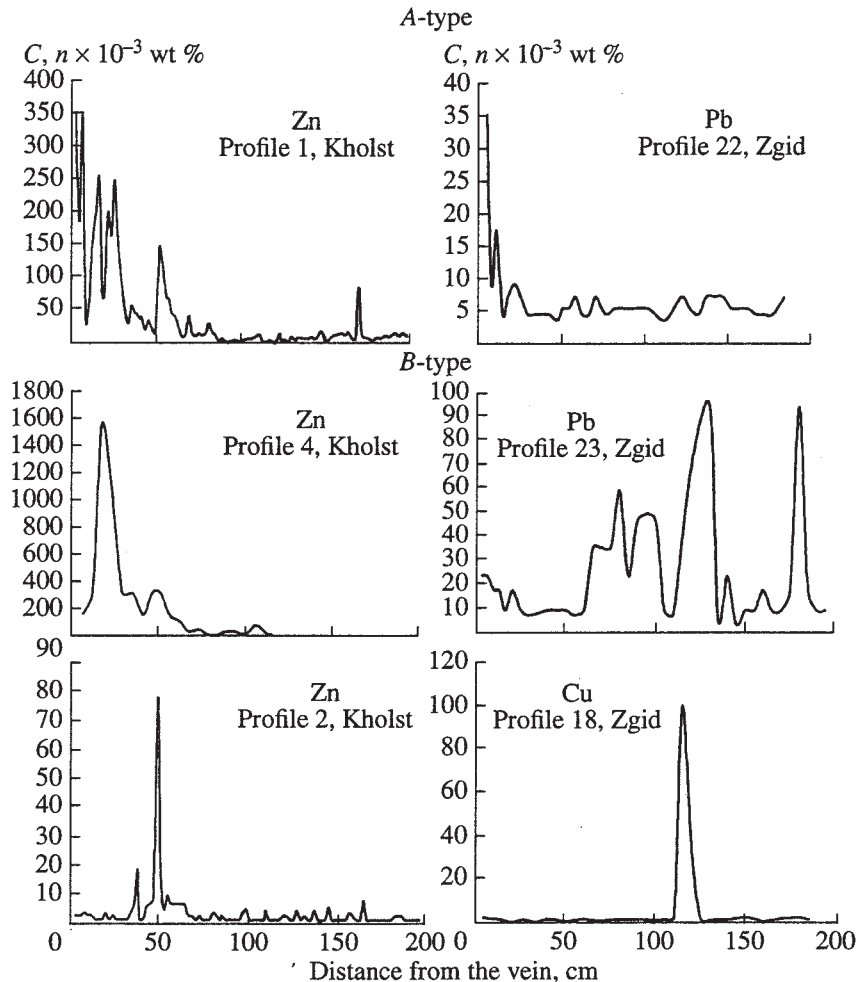 A-type
C, n × 10⁻³ wt %
400
350
300
250
200
150
100
50
Zn
Profile 1, Kholst
C, n × 10⁻³ wt %
40
35
30
25
20
15
10
5
Pb
Profile 22, Zgid
B-type
1800
1600
1400
1200
1000
800
600
400
200
Zn
Profile 4, Kholst
100
90
80
70
60
50
40
30
20
10
Pb
Profile 23, Zgid
90
80
70
60
50
40
30
20
10
Zn
Profile 2, Kholst
120
100
80
60
40
20
Cu
Profile 18, Zgid
0 50 100 150 200 0 50 100 150 200
Distance from the vein, cm